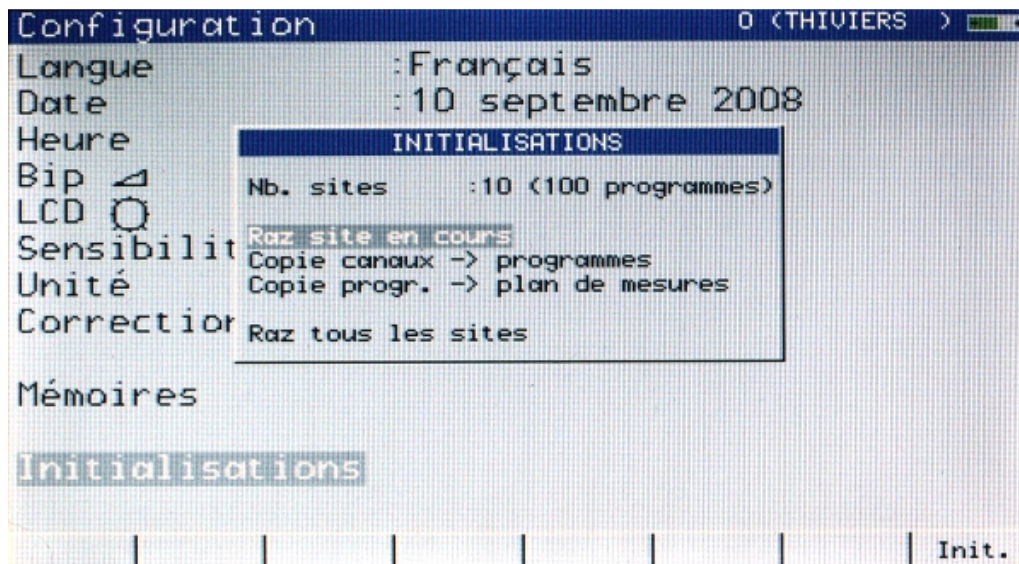 Configuration 0 (THIVIERS )
Langue :Français
Date :10 septembre 2008
Heure
Bip
LCD
Sensibilit
Unité
Correction
Mémoires
Initialisations
INITIALISATIONS
Nb. sites :10 (100 programmes)
Raz site en cours
Copie canaux -> programmes
Copie progr. -> plan de mesures
Raz tous les sites
Init.